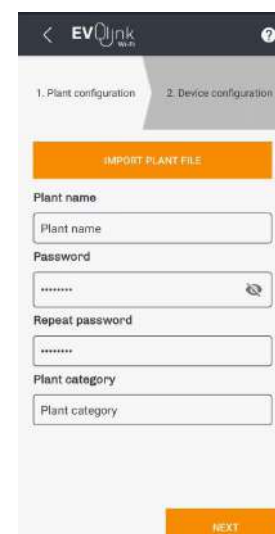 EVOlink
Wi-Fi
1. Plant configuration
2. Device configuration
IMPORT PLANT FILE
Plant name
Plant name
Password
••••••••
Repeat password
••••••••
Plant category
Plant category
NEXT